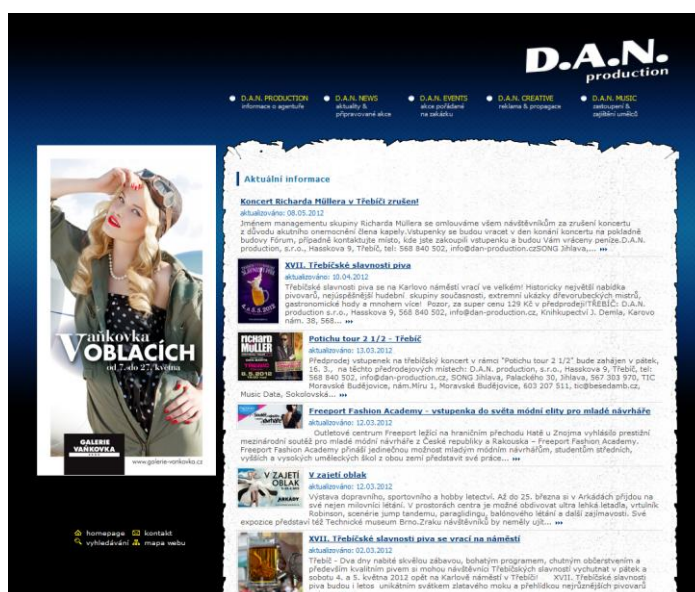 D.A.N.
production
D.A.N. PRODUCTION
informace o agentuře
D.A.N. NEWS
aktuality &
připravované akce
D.A.N. EVENTS
akce pořádané
na zakázku
D.A.N. CREATIVE
reklama & propagace
D.A.N. MUSIC
zastoupení &
zajištění umělců
Vaňkovka
V OBLACÍCH
od 7. do 27. května
GALERIE
VAŇKOVKA
www.galerie-vankovka.cz
homepage kontakt
vyhledávání mapa webu
Aktuální informace
Koncert Richarda Müllera v Třebíči zrušen!
aktualizováno: 08.05.2012
Jménem managementu skupiny Richarda Müllera se omlouváme všem návštěvníkům za zrušení koncertu
z důvodu akutního onemocnění člena kapely.Vstupenky se budou vracet v den konání koncertu na pokladně
budovy Fórum, případně kontaktujte místo, kde jste zakoupili vstupenku a budou Vám vráceny peníze.D.A.N.
production, s.r.o., Hasskova 9, Třebíč, tel: 568 840 502, info@dan-production.czSONG Jihlava,...
XVII. Třebíčské slavnosti piva
aktualizováno: 10.04.2012
Třebíčské slavnosti piva se na Karlovo náměstí vrací ve velkém! Historicky největší nabídka
pivovarů, nejúspěšnější hudební skupiny současnosti, extremní ukázky dřevorubeckých mistrů,
gastronomické hody a mnohem více! Pozor, za super cenu 129 Kč v předprodeji!TŘEBÍČ: D.A.N.
production s.r.o., Hasskova 9, 568 840 502, info@dan-production.cz, Knihkupectví J. Demla, Karovo
nám. 38, 568...
RICHARD
MÜLLER
Potichu tour 2 1/2 - Třebíč
aktualizováno: 13.03.2012
Předprodej vstupenek na třebíčský koncert v rámci "Potichu tour 2 1/2" bude zahájen v pátek,
16. 3., na těchto předprodejových místech: D.A.N. production, s.r.o., Hasskova 9, Třebíč, tel:
568 840 502, info@dan-production.cz, SONG Jihlava, Palackého 30, Jihlava, 567 303 970, TIC
Moravské Budějovice, nám.Míru 1, Moravské Budějovice, 603 207 511, tic@besedamb.cz,
Music Data, Sokolovská...
Freeport Fashion Academy - vstupenka do světa módní elity pro mladé návrháře
aktualizováno: 12.03.2012
Outletové centrum Freeport ležící na hraničním přechodu Hatě u Znojma vyhlásilo prestižní
mezinárodní soutěž pro mladé módní návrháře z České republiky a Rakouska – Freeport Fashion Academy.
Freeport Fashion Academy přináší jedinečnou možnost mladým módním návrhářům, studentům středních,
vyšších a vysokých uměleckých škol z obou zemí představit své práce...
V ZAJETÍ
OBLAK
ARKÁDY
V zajetí oblak
aktualizováno: 12.03.2012
Výstava dopravního, sportovního a hobby letectví. Až do 25. března si v Arkádách přijdou na
své nejen milovníci létání. V prostorách centra je možné obdivovat ultra lehká letadla, vrtulník
Robinson, scenérie jump tandemu, paraglidingu, balónového létání a další zajímavosti. Své
expozice představí též Technické museum Brno.Zraku návštěvníků by neměly ujít...
XVII. Třebíčské slavnosti piva se vrací na náměstí
aktualizováno: 02.03.2012
Třebíč - Dva dny nabité skvělou zábavou, bohatým programem, chutným občerstvením a
především kvalitním pivem si mohou návštěvníci Třebíčských slavností vychutnat v pátek a
sobotu 4. a 5. května 2012 opět na Karlově náměstí v Třebíči! XVII. Třebíčské slavnosti
piva budou i letos unikátním svátkem zlatavého moku a přehlídkou nejrůznějších pivovarů